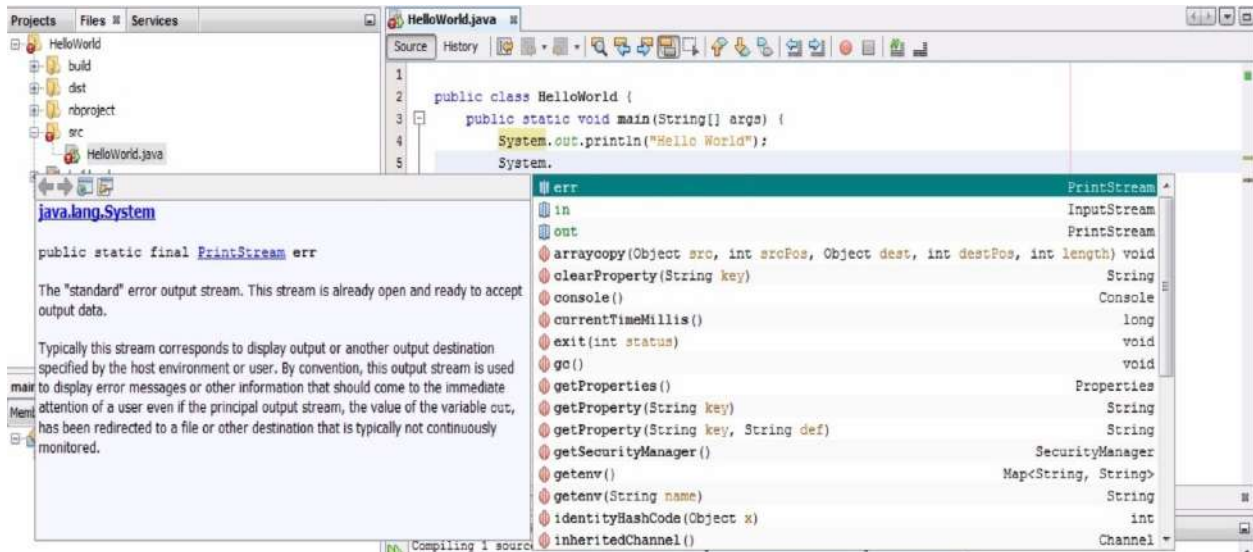 Projects Files Services
HelloWorld
build
dist
nbproject
src
HelloWorld.java
HelloWorld.java
Source History
1
2 public class HelloWorld {
3 public static void main(String[] args) {
4 System.out.println("Hello World");
5 System.
java.lang.System
public static final PrintStream err
The "standard" error output stream. This stream is already open and ready to accept
output data.
Typically this stream corresponds to display output or another output destination
specified by the host environment or user. By convention, this output stream is used
to display error messages or other information that should come to the immediate
attention of a user even if the principal output stream, the value of the variable out,
has been redirected to a file or other destination that is typically not continuously
monitored.
err PrintStream
in InputStream
out PrintStream
arraycopy(Object src, int srcPos, Object dest, int destPos, int length) void
clearProperty(String key) String
console() Console
currentTimeMillis() long
exit(int status) void
gc() void
getProperties() Properties
getProperty(String key) String
getProperty(String key, String def) String
getSecurityManager() SecurityManager
getenv() Map<String, String>
getenv(String name) String
identityHashCode(Object x) int
inheritedChannel() Channel
Compiling 1